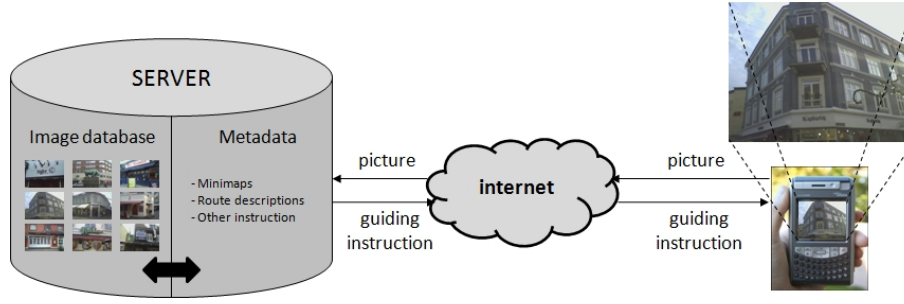 SERVER
Image database
Metadata
- Minimaps
- Route descriptions
- Other instruction
picture
guiding
instruction
internet
picture
guiding
instruction